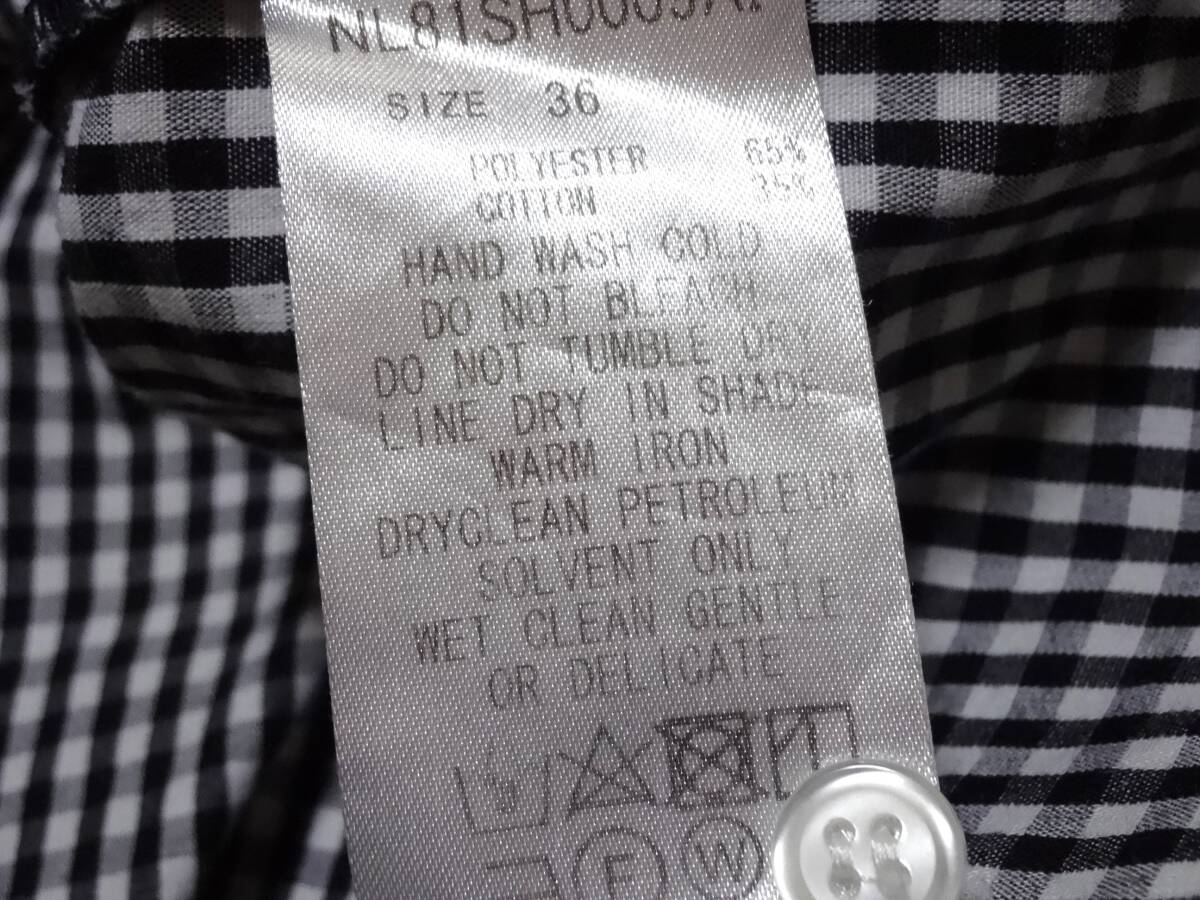 SIZE 36
POLYESTER 65%
COTTON 35%
HAND WASH COLD
DO NOT BLEACH
DO NOT TUMBLE DRY
LINE DRY IN SHADE
WARM IRON
DRYCLEAN PETROLEUM
SOLVENT ONLY
WET CLEAN GENTLE
OR DELICATE
F W